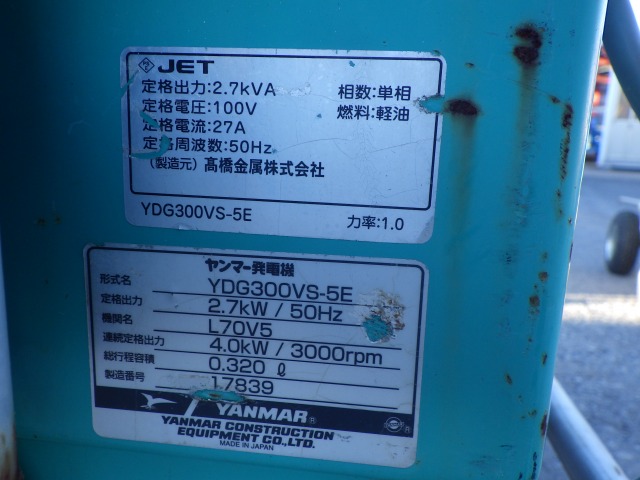 JET
定格出力:2.7kVA 相数:単相
定格電圧:100V 燃料:軽油
定格電流:27A
定格周波数:50Hz
(製造元) 髙橋金属株式会社
YDG300VS-5E 力率:1.0
ヤンマー発電機
形式名 YDG300VS-5E
定格出力 2.7kW / 50Hz
機関名 L70V5
連続定格出力 4.0kW / 3000rpm
総行程容積 0.320 ℓ
製造番号 17839
YANMAR®
YANMAR CONSTRUCTION
EQUIPMENT CO.,LTD.
MADE IN JAPAN